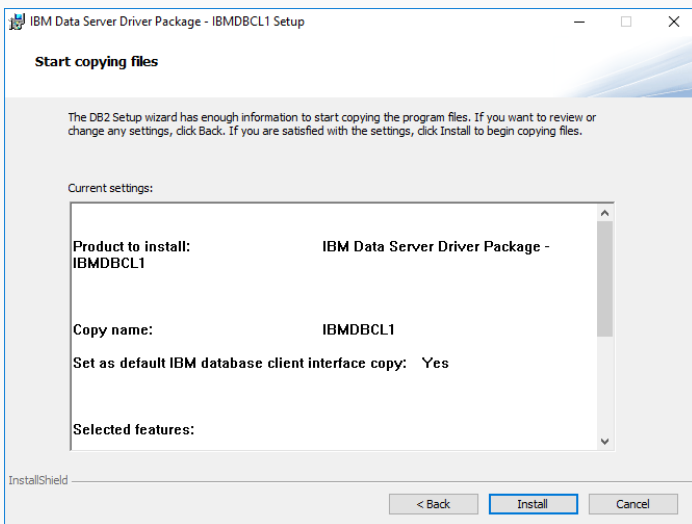 IBM Data Server Driver Package - IBMDBCL1 Setup
Start copying files
The DB2 Setup wizard has enough information to start copying the program files. If you want to review or
change any settings, click Back. If you are satisfied with the settings, click Install to begin copying files.
Current settings:
Product to install: IBM Data Server Driver Package -
IBMDBCL1
Copy name: IBMDBCL1
Set as default IBM database client interface copy: Yes
Selected features:
InstallShield
< Back Install Cancel